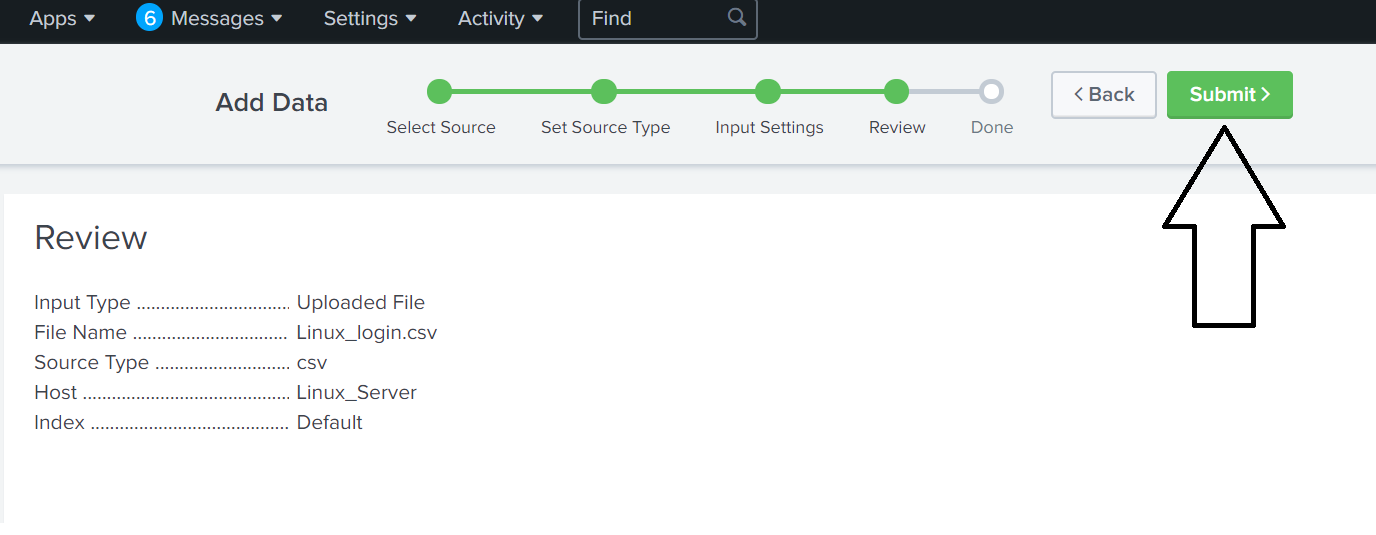 Apps 6 Messages Settings Activity Find
Add Data
Select Source Set Source Type Input Settings Review Done
< Back Submit >
Review
Input Type ................................ Uploaded File
File Name ................................ Linux_login.csv
Source Type ............................ csv
Host ........................................... Linux_Server
Index ......................................... Default